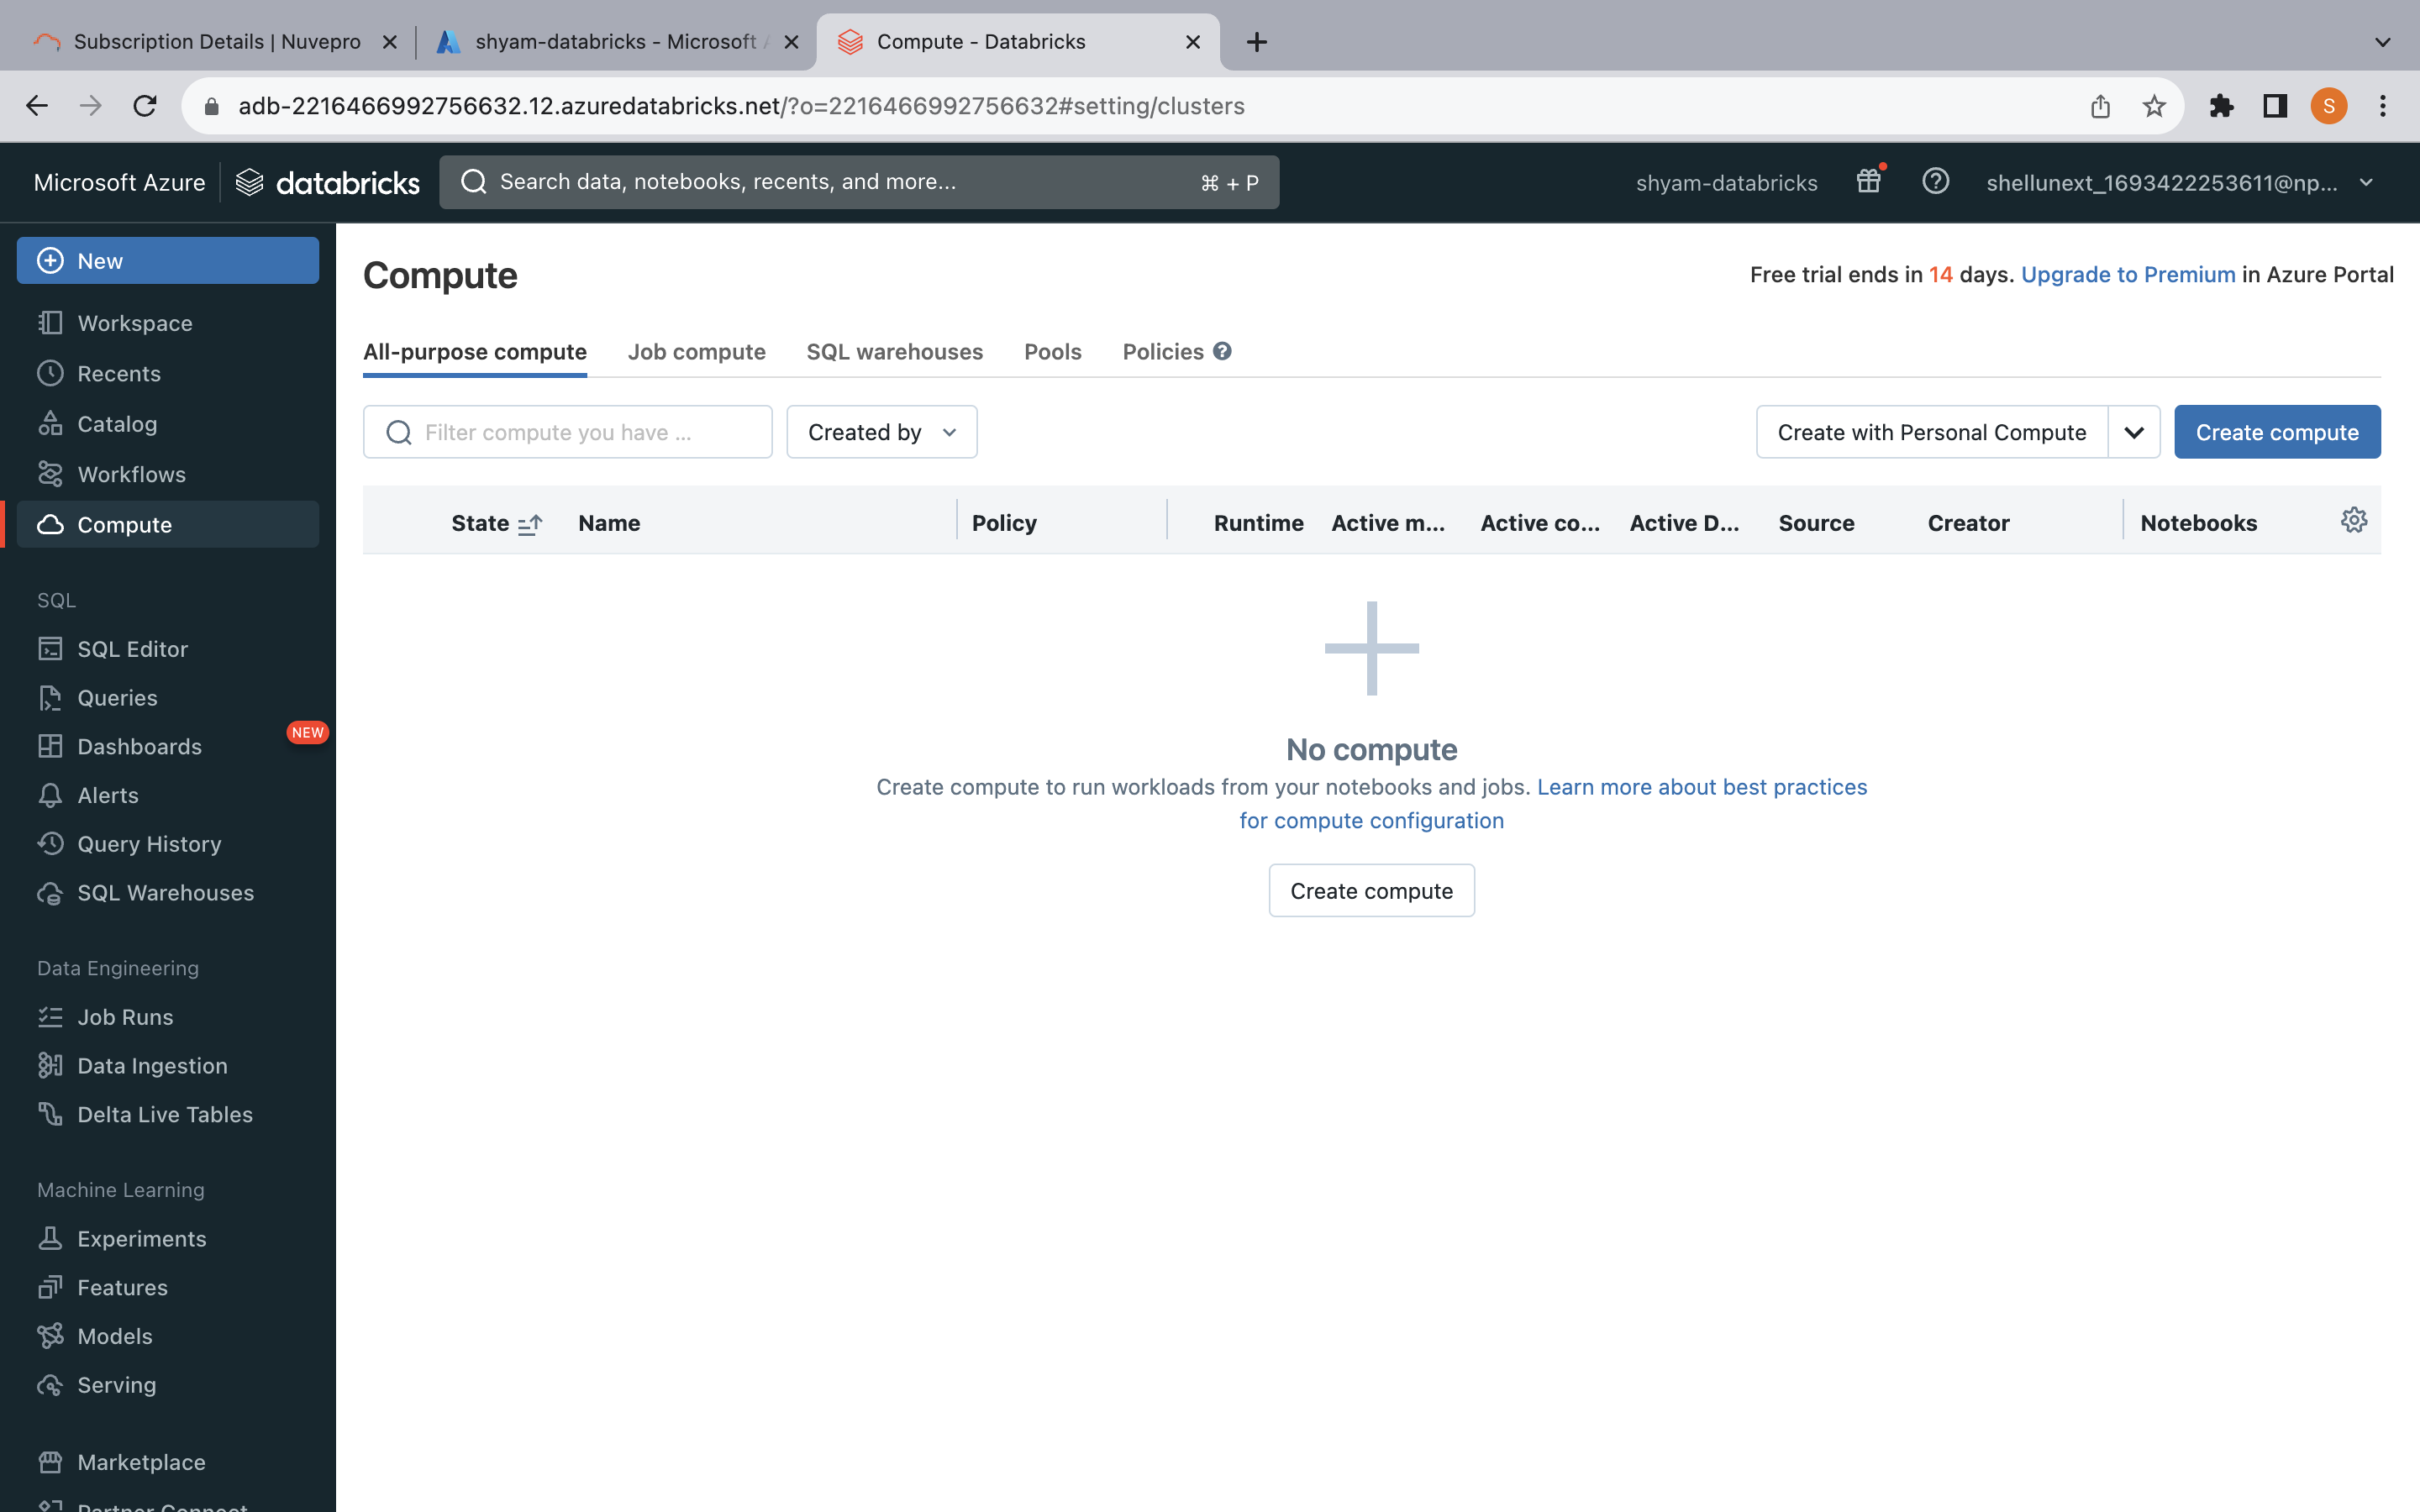 Subscription Details | Nuvepro
shyam-databricks - Microsoft A
Compute - Databricks
adb-2216466992756632.12.azuredatabricks.net/?o=2216466992756632#setting/clusters
S
Microsoft Azure
databricks
Search data, notebooks, recents, and more...
⌘ + P
shyam-databricks
shellunext_1693422253611@np...
New
Workspace
Recents
Catalog
Workflows
Compute
SQL
SQL Editor
Queries
Dashboards
NEW
Alerts
Query History
SQL Warehouses
Data Engineering
Job Runs
Data Ingestion
Delta Live Tables
Machine Learning
Experiments
Features
Models
Serving
Marketplace
Partner Connect
Compute
Free trial ends in 14 days. Upgrade to Premium in Azure Portal
All-purpose compute
Job compute
SQL warehouses
Pools
Policies
Filter compute you have ...
Created by
Create with Personal Compute
Create compute
State
Name
Policy
Runtime
Active m...
Active co...
Active D...
Source
Creator
Notebooks
No compute
Create compute to run workloads from your notebooks and jobs. Learn more about best practices
for compute configuration
Create compute